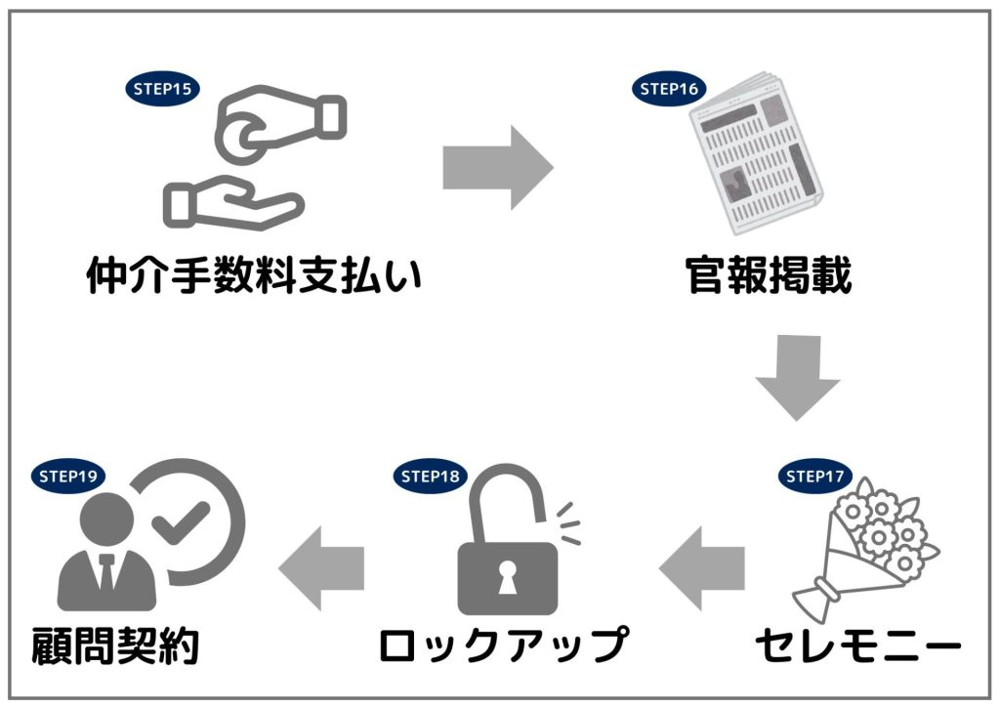 STEP15
仲介手数料支払い
STEP16
官報掲載
STEP17
セレモニー
STEP18
ロックアップ
STEP19
顧問契約